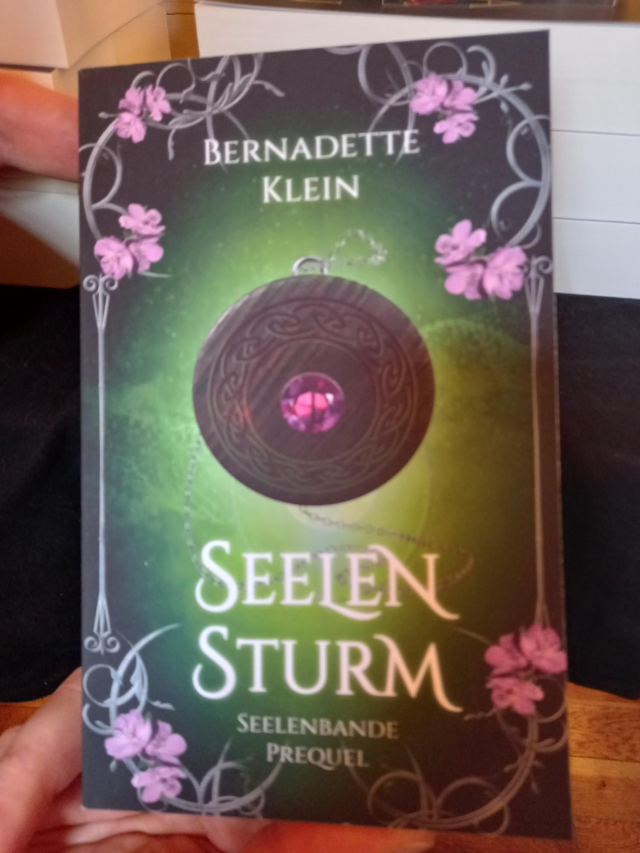 BERNADETTE
KLEIN
SEELEN
STURM
SEELENBANDE
PREQUEL